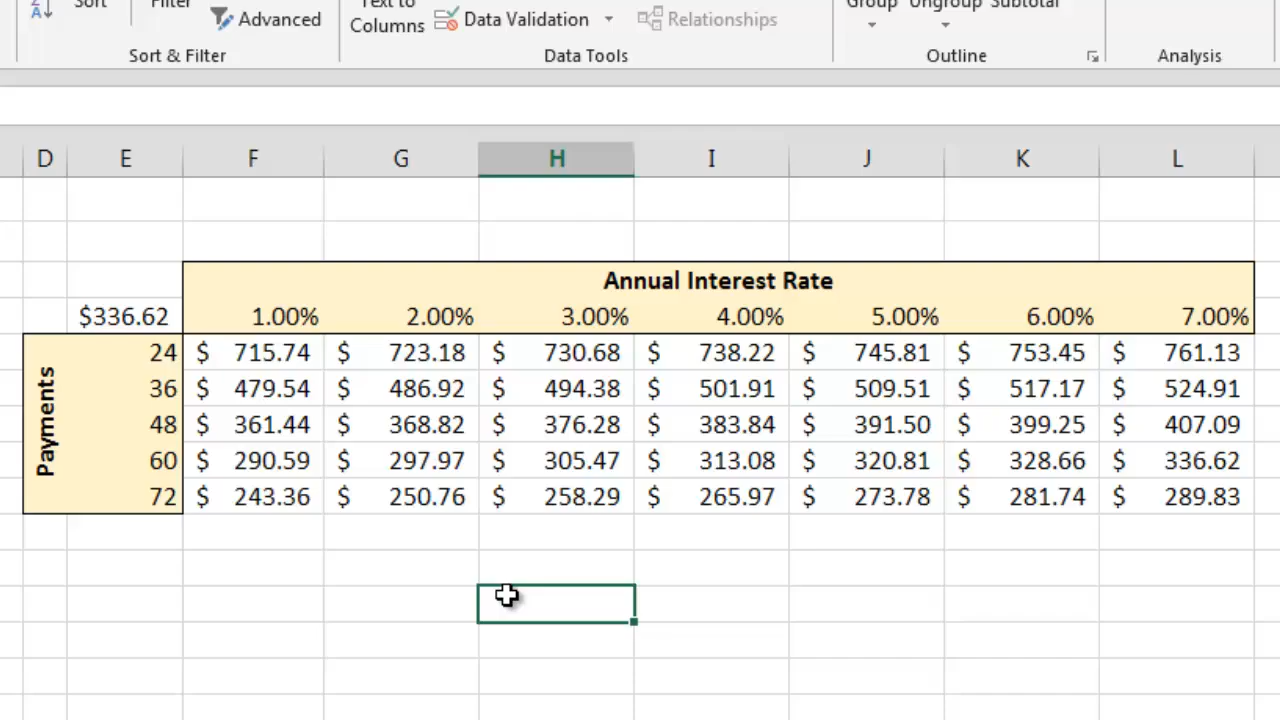 Sort Filter Text to Group Ungroup Subtotal
Advanced Columns Data Validation Relationships
Sort & Filter Data Tools Outline Analysis
D E F G H I J K L
Annual Interest Rate
$336.62 1.00% 2.00% 3.00% 4.00% 5.00% 6.00% 7.00%
Payments
24 $ 715.74 $ 723.18 $ 730.68 $ 738.22 $ 745.81 $ 753.45 $ 761.13
36 $ 479.54 $ 486.92 $ 494.38 $ 501.91 $ 509.51 $ 517.17 $ 524.91
48 $ 361.44 $ 368.82 $ 376.28 $ 383.84 $ 391.50 $ 399.25 $ 407.09
60 $ 290.59 $ 297.97 $ 305.47 $ 313.08 $ 320.81 $ 328.66 $ 336.62
72 $ 243.36 $ 250.76 $ 258.29 $ 265.97 $ 273.78 $ 281.74 $ 289.83